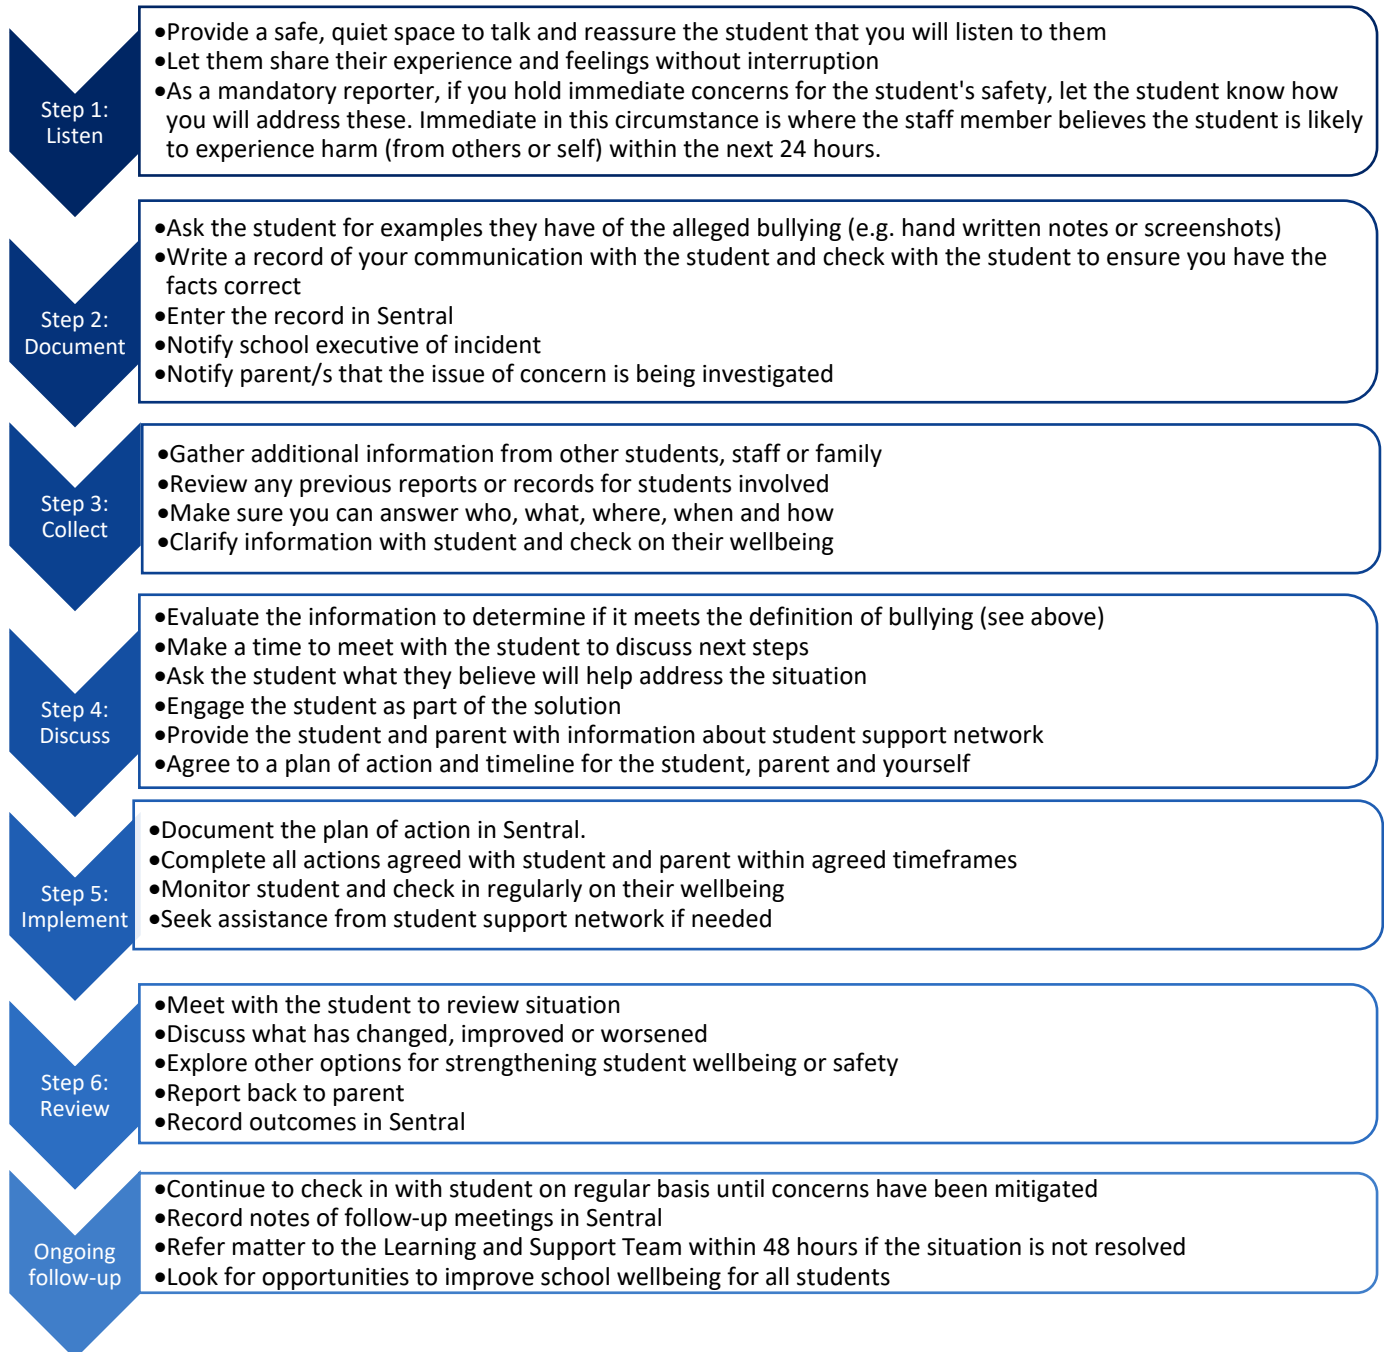 Step 1:
Listen
•Provide a safe, quiet space to talk and reassure the student that you will listen to them
•Let them share their experience and feelings without interruption
•As a mandatory reporter, if you hold immediate concerns for the student's safety, let the student know how
you will address these. Immediate in this circumstance is where the staff member believes the student is likely
to experience harm (from others or self) within the next 24 hours.
Step 2:
Document
•Ask the student for examples they have of the alleged bullying (e.g. hand written notes or screenshots)
•Write a record of your communication with the student and check with the student to ensure you have the
facts correct
•Enter the record in Sentral
•Notify school executive of incident
•Notify parent/s that the issue of concern is being investigated
Step 3:
Collect
•Gather additional information from other students, staff or family
•Review any previous reports or records for students involved
•Make sure you can answer who, what, where, when and how
•Clarify information with student and check on their wellbeing
Step 4:
Discuss
•Evaluate the information to determine if it meets the definition of bullying (see above)
•Make a time to meet with the student to discuss next steps
•Ask the student what they believe will help address the situation
•Engage the student as part of the solution
•Provide the student and parent with information about student support network
•Agree to a plan of action and timeline for the student, parent and yourself
Step 5:
Implement
•Document the plan of action in Sentral.
•Complete all actions agreed with student and parent within agreed timeframes
•Monitor student and check in regularly on their wellbeing
•Seek assistance from student support network if needed
Step 6:
Review
•Meet with the student to review situation
•Discuss what has changed, improved or worsened
•Explore other options for strengthening student wellbeing or safety
•Report back to parent
•Record outcomes in Sentral
Ongoing
follow-up
•Continue to check in with student on regular basis until concerns have been mitigated
•Record notes of follow-up meetings in Sentral
•Refer matter to the Learning and Support Team within 48 hours if the situation is not resolved
•Look for opportunities to improve school wellbeing for all students